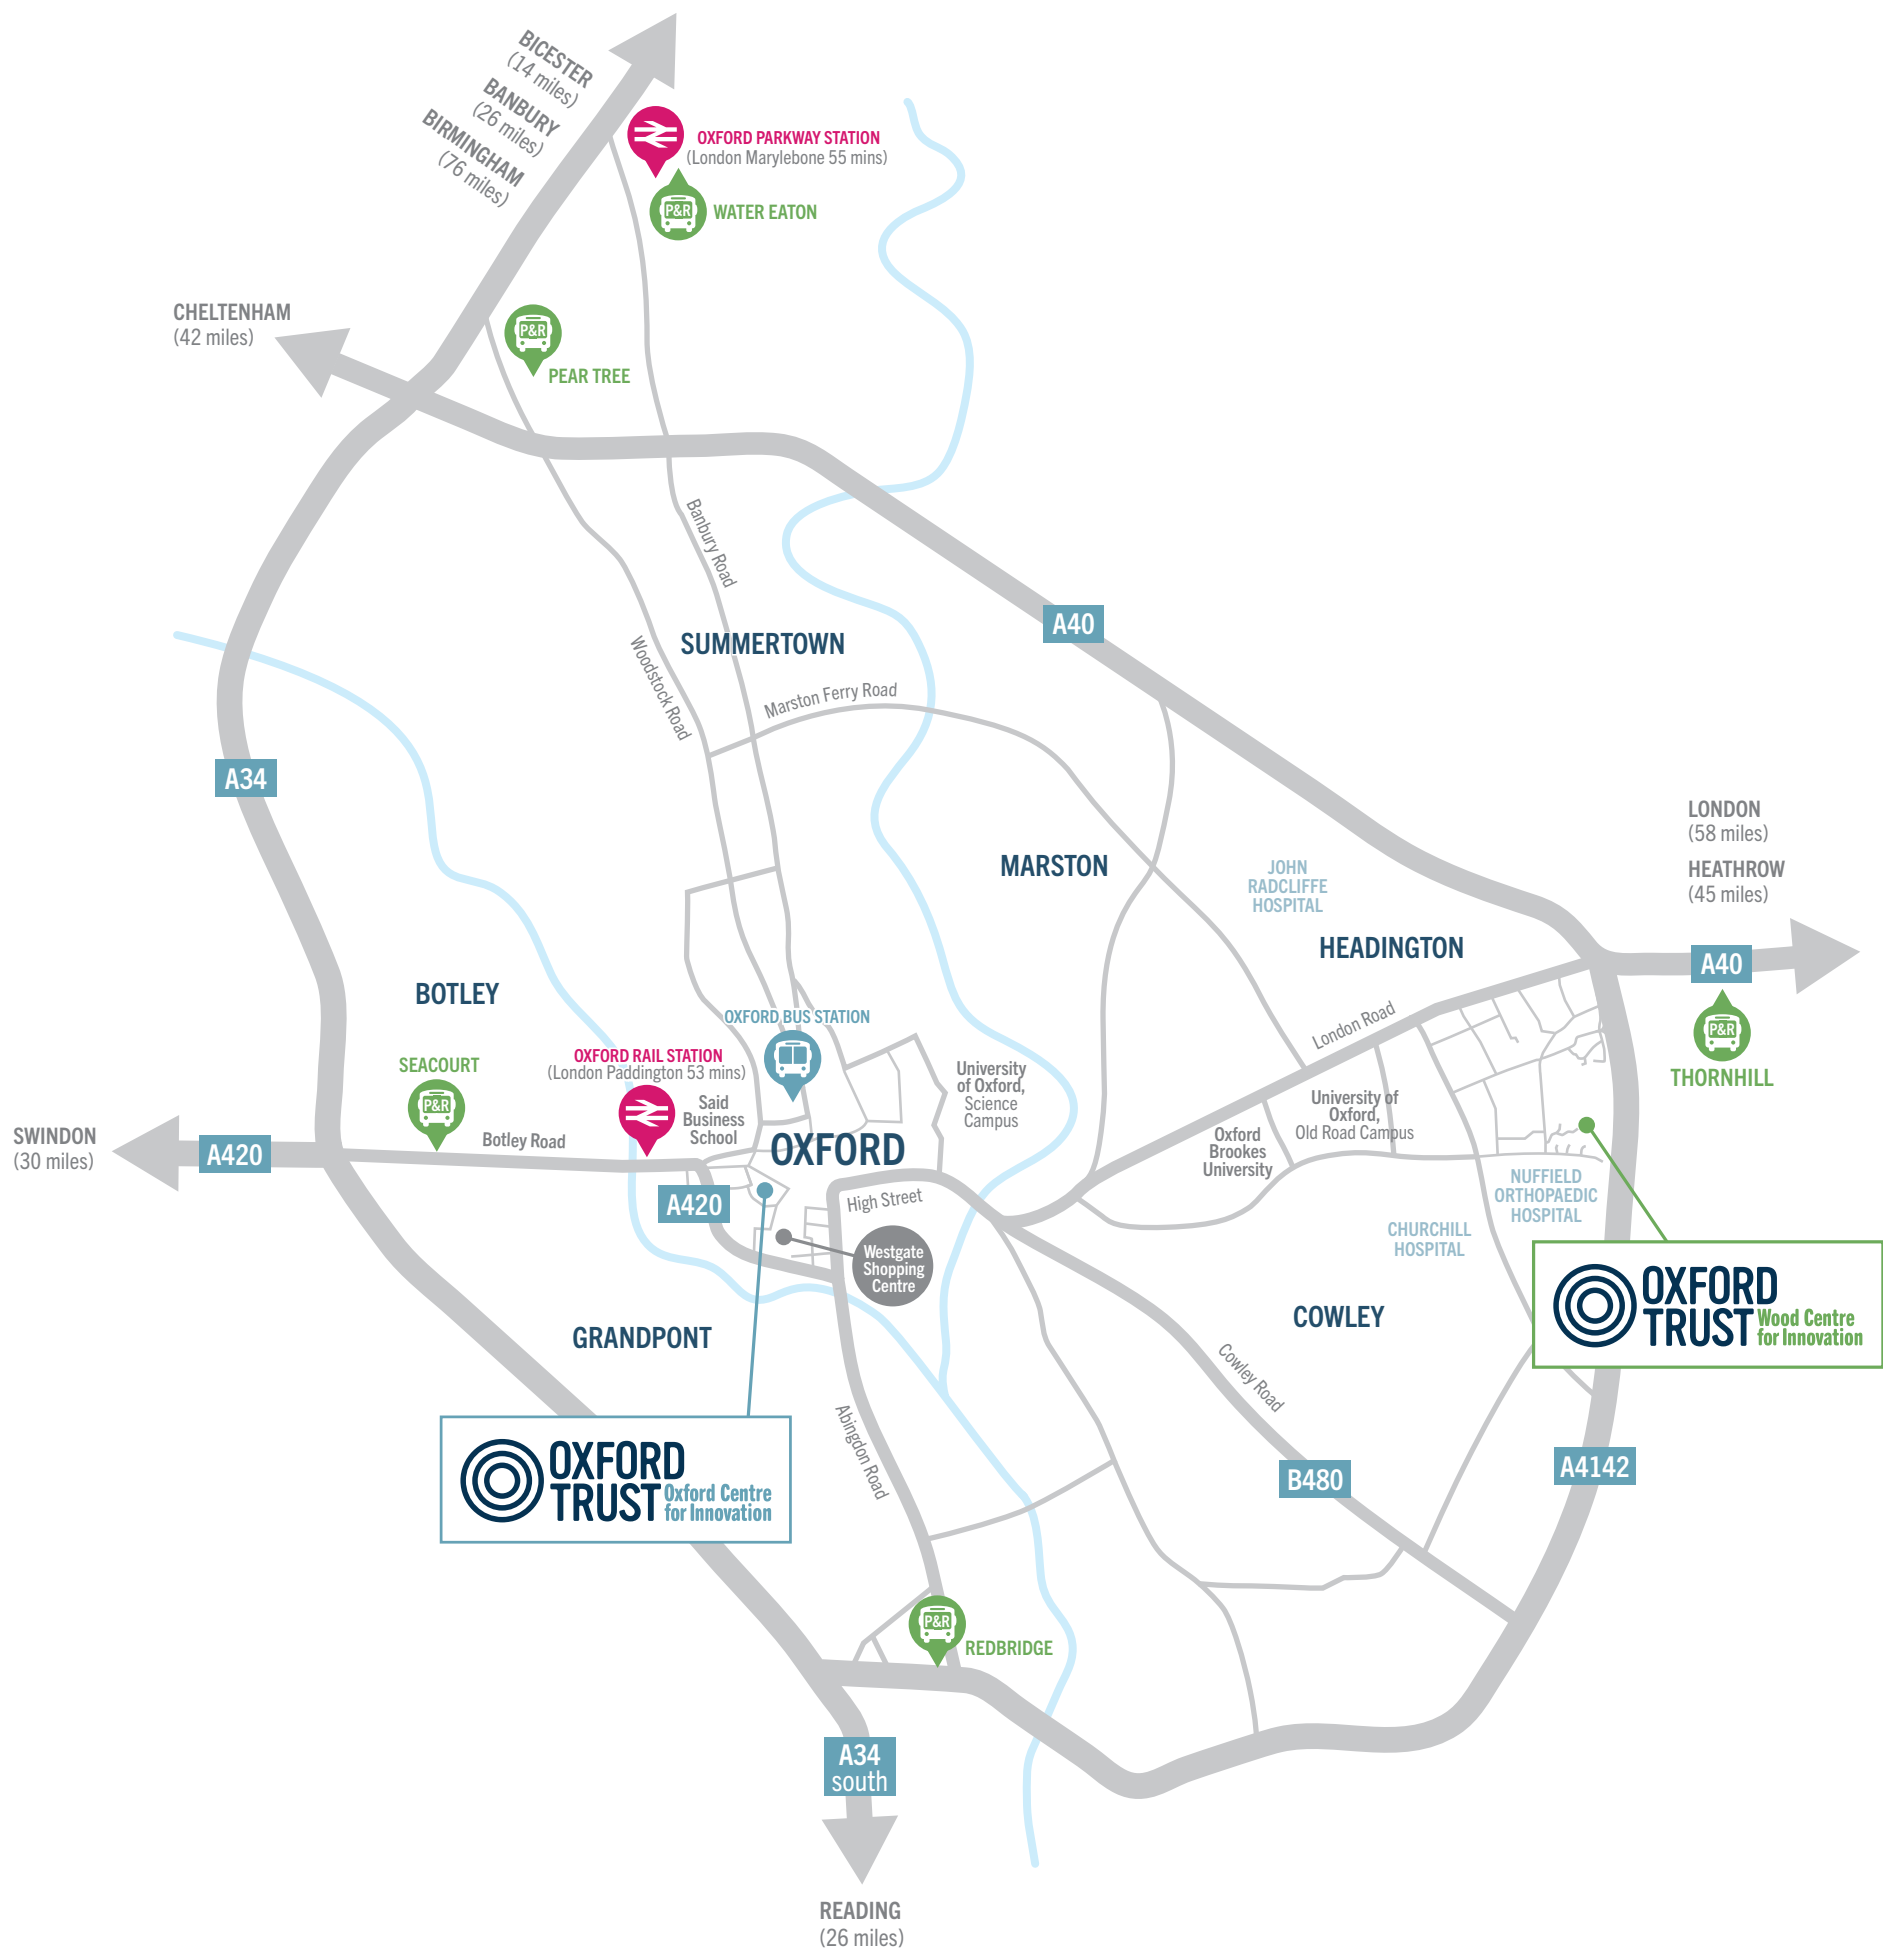 BICESTER
(14 miles)
BANBURY
(26 miles)
BIRMINGHAM
(76 miles)
OXFORD PARKWAY STATION
(London Marylebone 55 mins)
P&R
WATER EATON
CHELTENHAM
(42 miles)
P&R
PEAR TREE
Banbury Road
A40
SUMMERTOWN
Woodstock Road
Marston Ferry Road
A34
LONDON
(58 miles)
HEATHROW
(45 miles)
MARSTON
JOHN
RADCLIFFE
HOSPITAL
HEADINGTON
A40
BOTLEY
OXFORD BUS STATION
London Road
P&R
THORNHILL
SEACOURT
P&R
OXFORD RAIL STATION
(London Paddington 53 mins)
University
of Oxford,
Science
Campus
Said
Business
School
University of
Oxford,
Old Road Campus
SWINDON
(30 miles)
A420
Botley Road
OXFORD
Oxford
Brookes
University
NUFFIELD
ORTHOPAEDIC
HOSPITAL
A420
High Street
CHURCHILL
HOSPITAL
Westgate
Shopping
Centre
OXFORD
TRUST
Wood Centre
for Innovation
COWLEY
GRANDPONT
Cowley Road
Abingdon Road
OXFORD
TRUST
Oxford Centre
for Innovation
B480
A4142
P&R
REDBRIDGE
A34
south
READING
(26 miles)